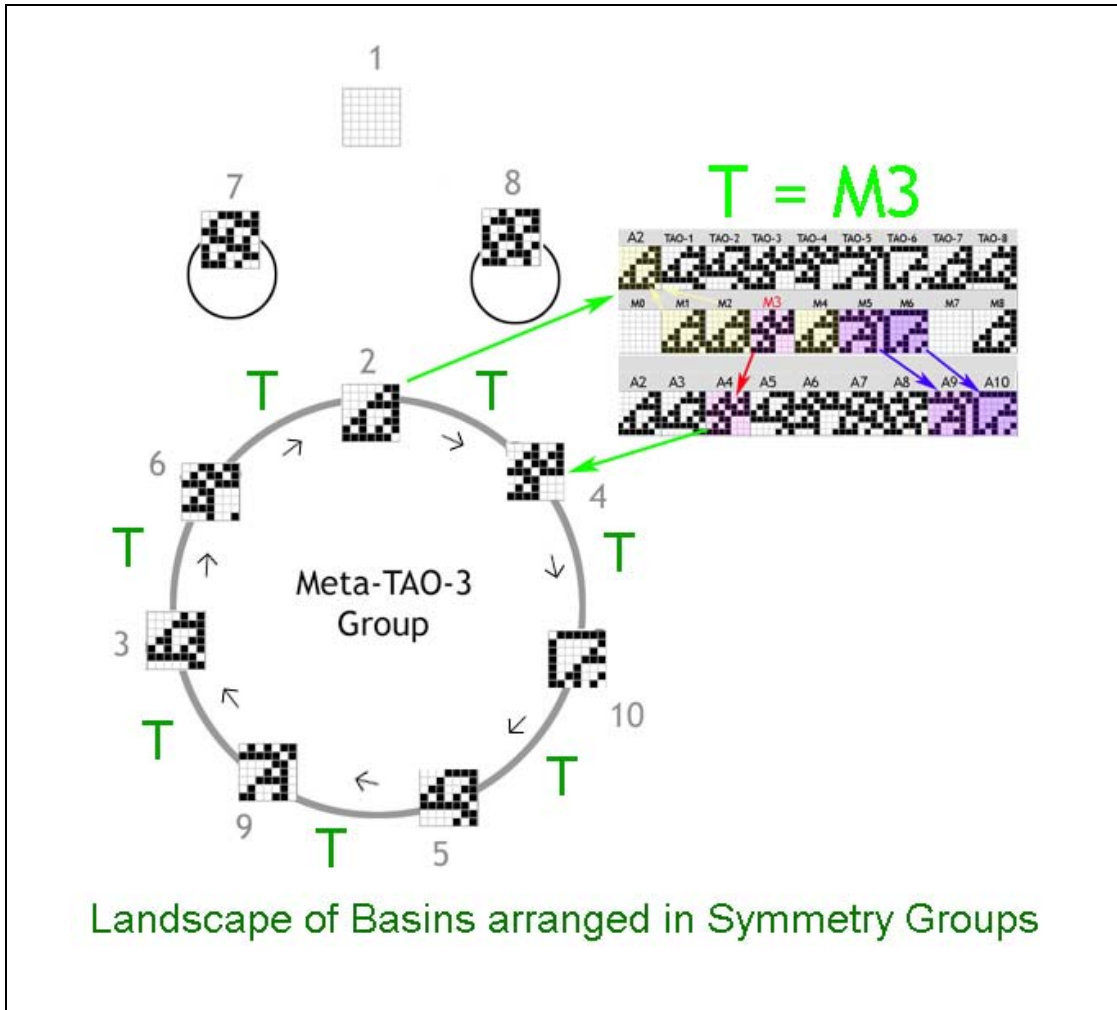 1
7
8
T = M3
A2 TAO-1 TAO-2 TAO-3 TAO-4 TAO-5 TAO-6 TAO-7 TAO-8
M0 M1 M2 M3 M4 M5 M6 M7 M8
A2 A3 A4 A5 A6 A7 A8 A9 A10
2
T
T
6
4
T
T
Meta-TAO-3
Group
3
10
T
T
9
5
T
Landscape of Basins arranged in Symmetry Groups